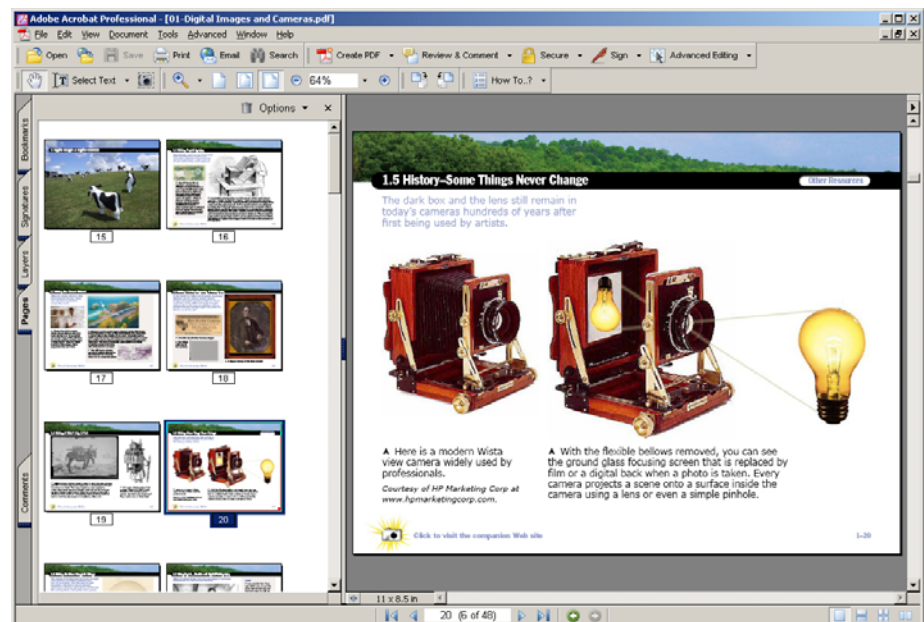 Adobe Acrobat Professional - [01-Digital Images and Cameras.pdf]
File Edit View Document Tools Advanced Window Help
Open Save Print Email Search Create PDF Review & Comment Secure Sign Advanced Editing
Select Text 64% How To..?
Options
Bookmarks
Signatures
Layers
Pages
Comments
15
16
17
18
19
20
1.5 History–Some Things Never Change
Other Resources
The dark box and the lens still remain in
today's cameras hundreds of years after
first being used by artists.
Here is a modern Wista
view camera widely used by
professionals.
Courtesy of HP Marketing Corp at
www.hpmarketingcorp.com.
With the flexible bellows removed, you can see
the ground glass focusing screen that is replaced by
film or a digital back when a photo is taken. Every
camera projects a scene onto a surface inside the
camera using a lens or even a simple pinhole.
Click to visit the companion Web site
1–20
11 x 8.5 in
20 (6 of 48)